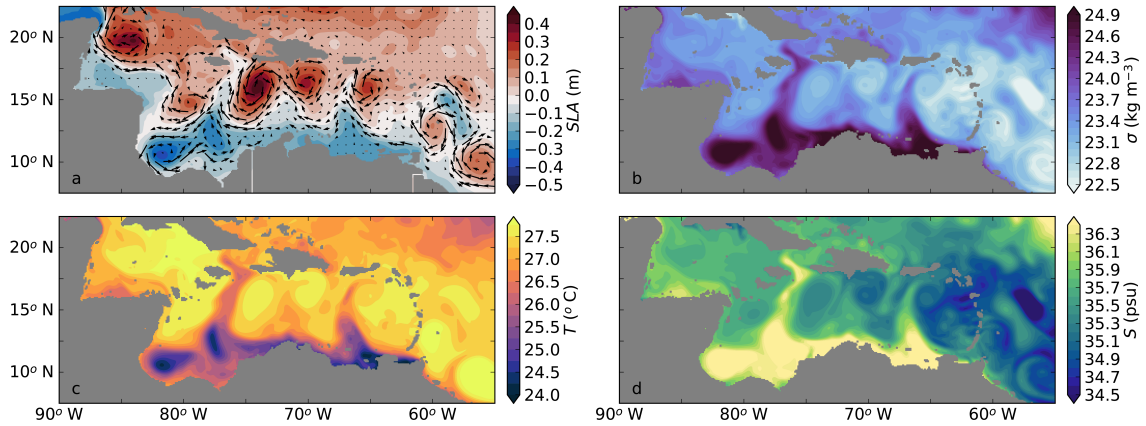 20° N
15° N
10° N
a
0.4
0.3
0.2
0.1
0.0
−0.1
−0.2
−0.3
−0.4
−0.5
SLA (m)
b
24.9
24.6
24.3
24.0
23.7
23.4
23.1
22.8
22.5
σ (kg m−3)
20° N
15° N
10° N
90° W
80° W
70° W
60° W
c
27.5
27.0
26.5
26.0
25.5
25.0
24.5
24.0
T (° C)
90° W
80° W
70° W
60° W
d
36.3
36.1
35.9
35.7
35.5
35.3
35.1
34.9
34.7
34.5
S (psu)